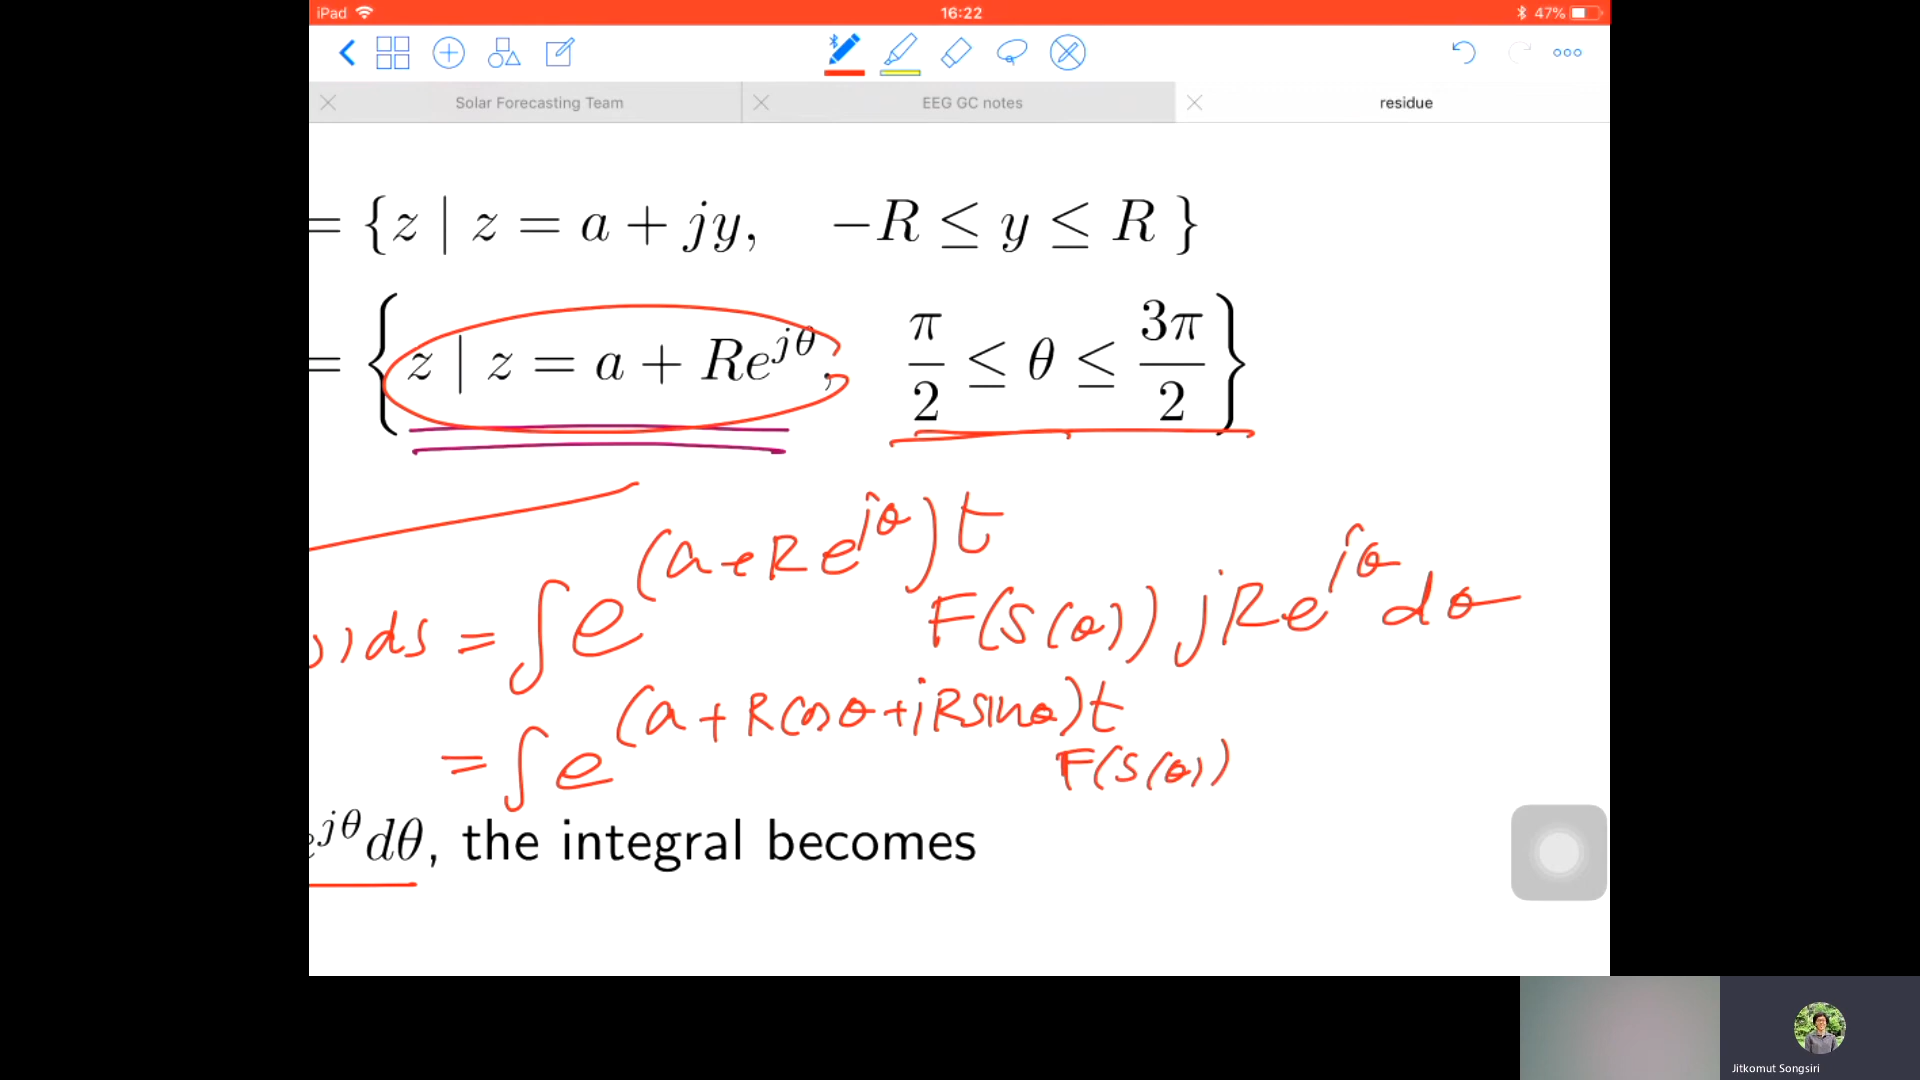 iPad 16:22 47%
Solar Forecasting Team EEG GC notes residue
= {z | z = a + jy, −R ≤ y ≤ R }
= {z | z = a + Re^{jθ}, π/2 ≤ θ ≤ 3π/2}
ds = ∫ e^{(a+Re^{jθ})t} F(s(θ)) jRe^{jθ} dθ
= ∫ e^{(a+Rcosθ+jRsinθ)t} F(s(θ))
e^{jθ}dθ, the integral becomes
Jitkomut Songsiri